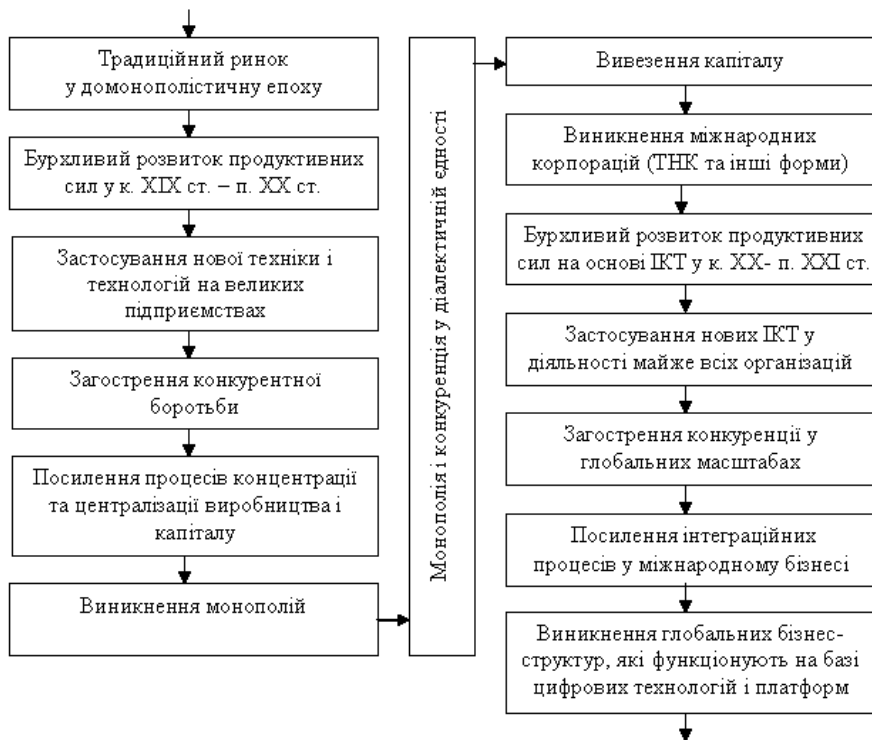 Традиційний ринок
у домонополістичну епоху
Бурхливий розвиток продуктивних
сил у к. ХІХ ст. – п. ХХ ст.
Застосування нової техніки і
технологій на великих
підприємствах
Загострення конкурентної
боротьби
Посилення процесів концентрації
та централізації виробництва і
капіталу
Виникнення монополій
Монополія і конкуренція у діалектичній єдності
Вивезення капіталу
Виникнення міжнародних
корпорацій (ТНК та інші форми)
Бурхливий розвиток продуктивних
сил на основі ІКТ у к. ХХ- п. ХХІ ст.
Застосування нових ІКТ у
діяльності майже всіх організацій
Загострення конкуренції у
глобальних масштабах
Посилення інтеграційних
процесів у міжнародному бізнесі
Виникнення глобальних бізнес-
структур, які функціонують на базі
цифрових технологій і платформ